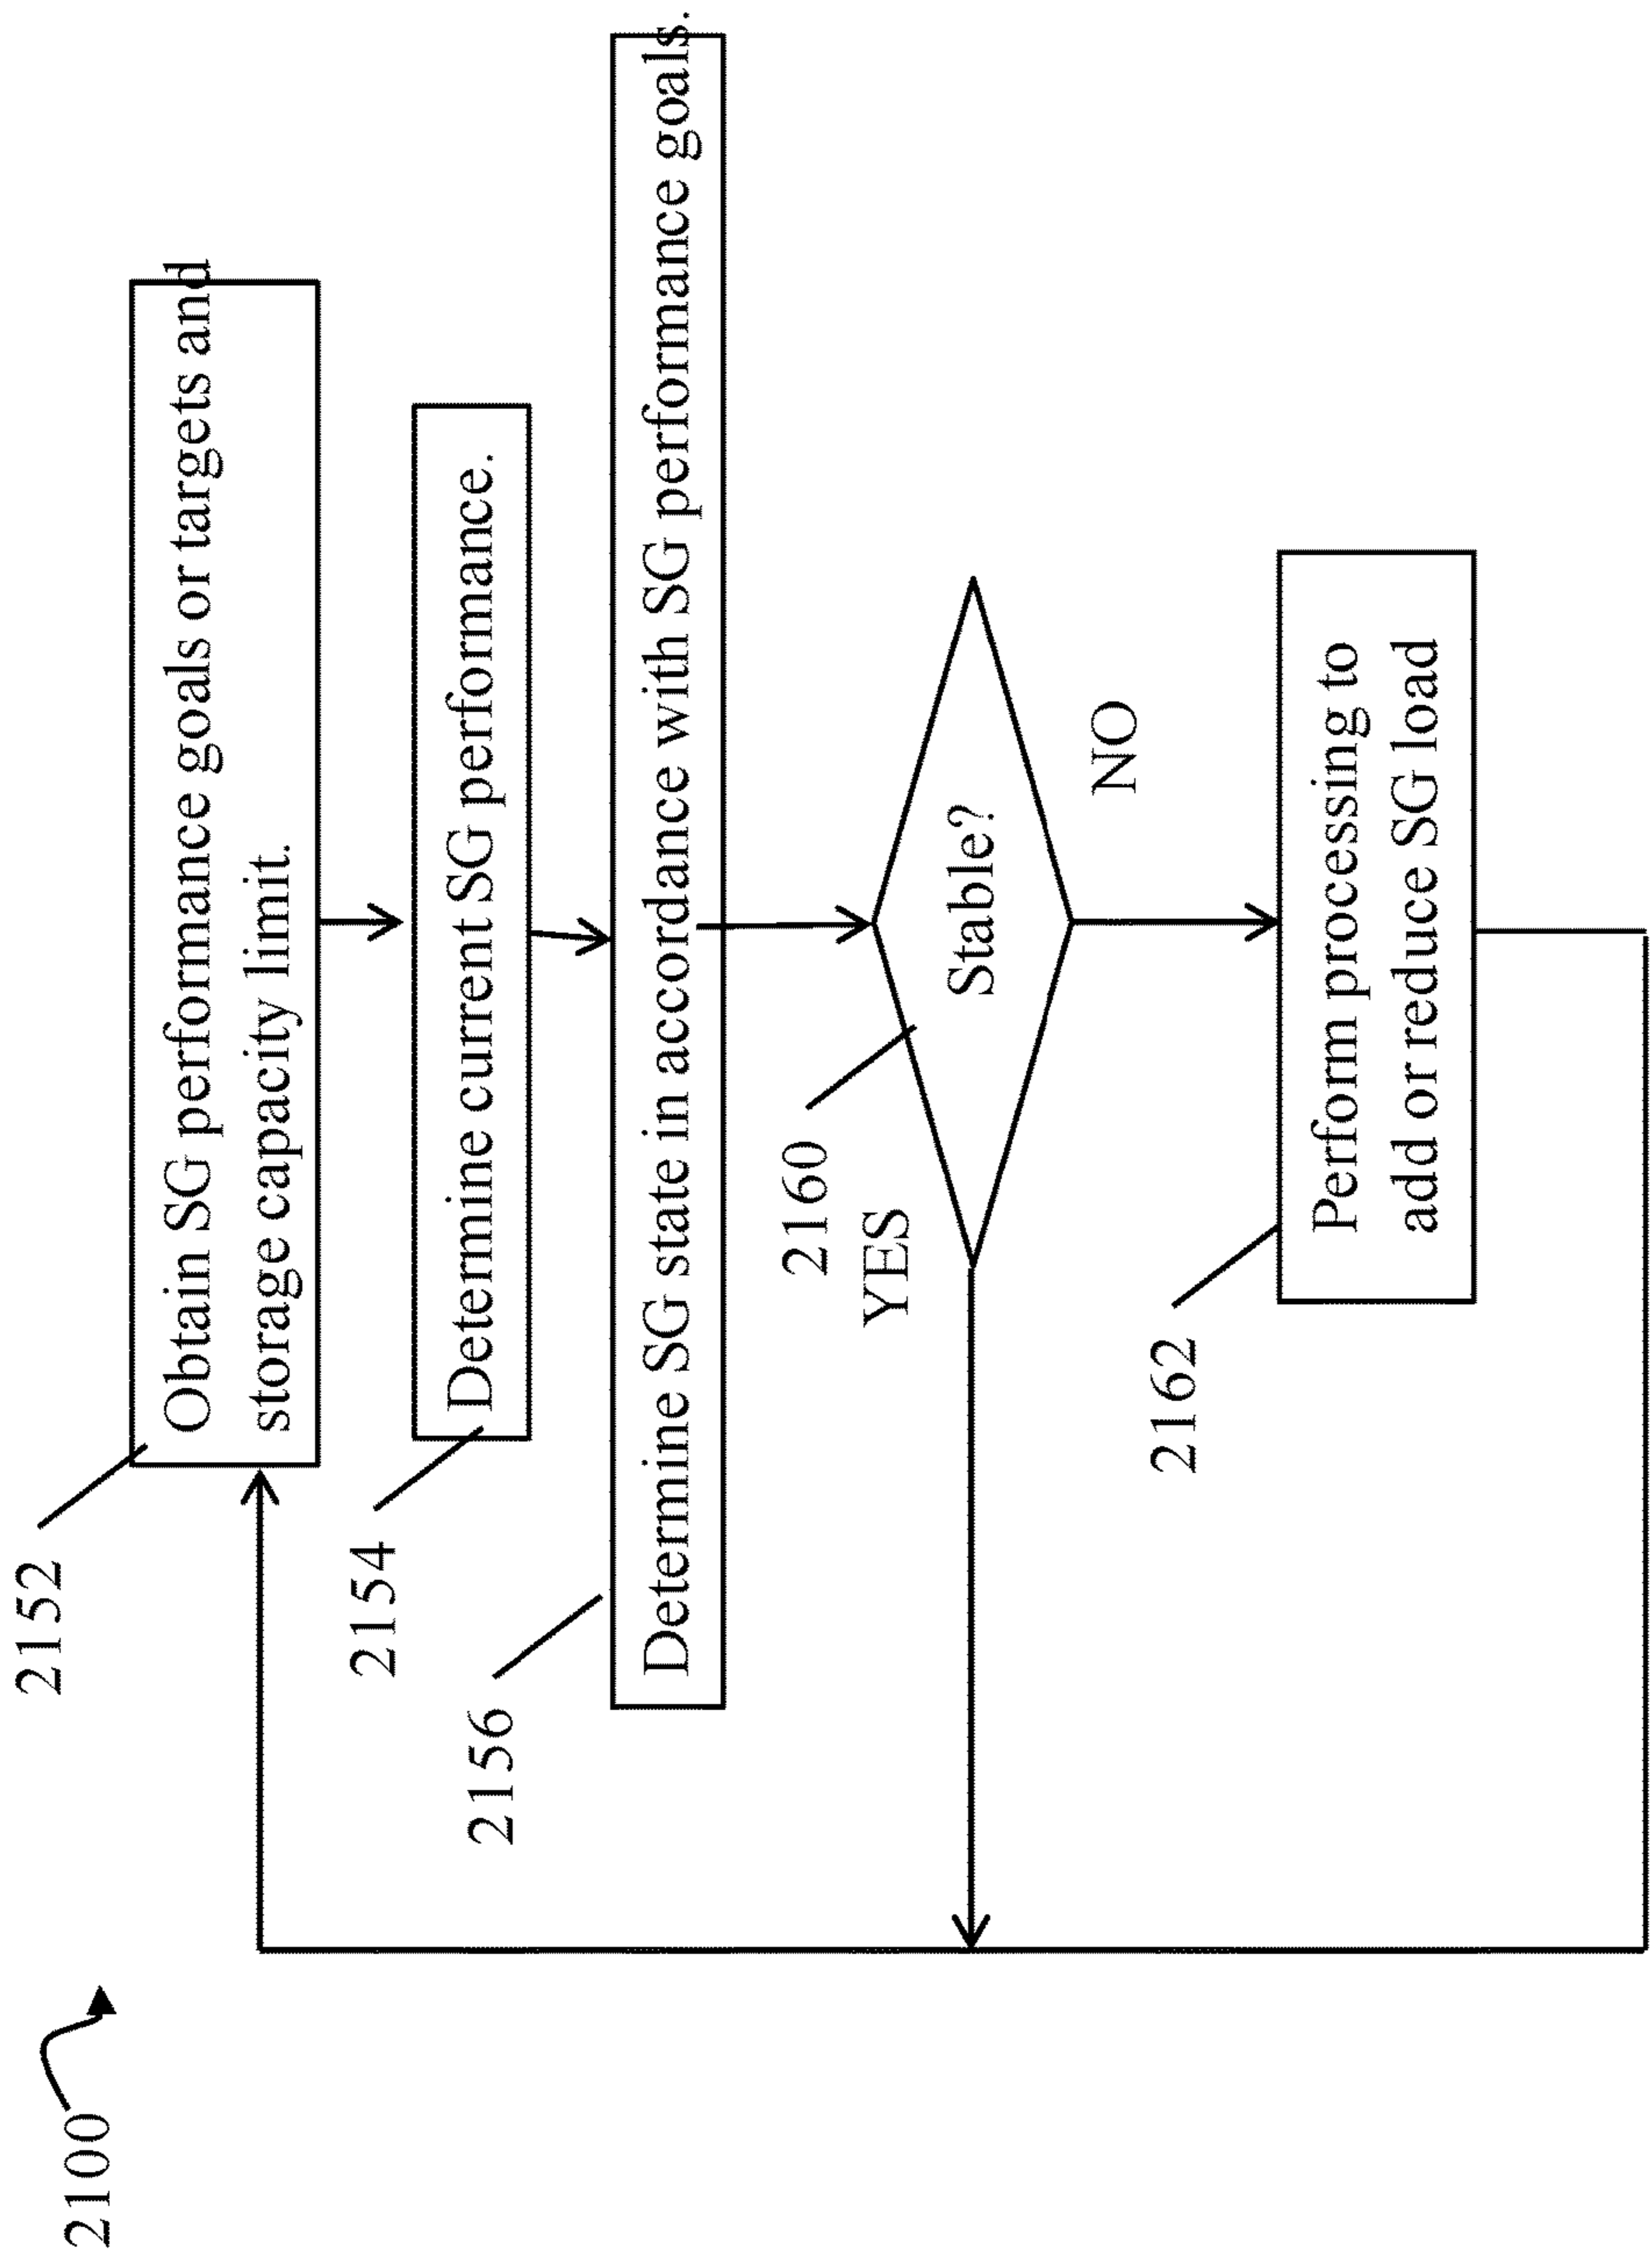 2100
2152
Obtain SG performance goals or targets and
storage capacity limit.
2154
Determine current SG performance.
2156
Determine SG state in accordance with SG performance goals.
2160
YES
Stable?
NO
2162
Perform processing to
add or reduce SG load